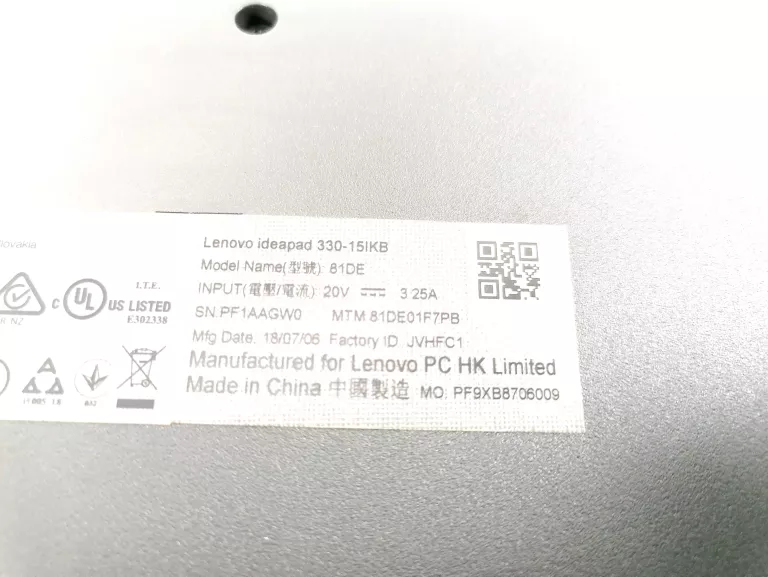 Lenovo ideapad 330-15IKB
Model Name(型號): 81DE
INPUT(電壓/電流): 20V ⎓ 3.25A
SN:PF1AAGW0 MTM:81DE01F7PB
Mfg Date: 18/07/06 Factory ID: JVHFC1
Manufactured for Lenovo PC HK Limited
Made in China 中國製造 MO: PF9XB8706009
lovakia
I.T.E.
c UL US LISTED
E302338